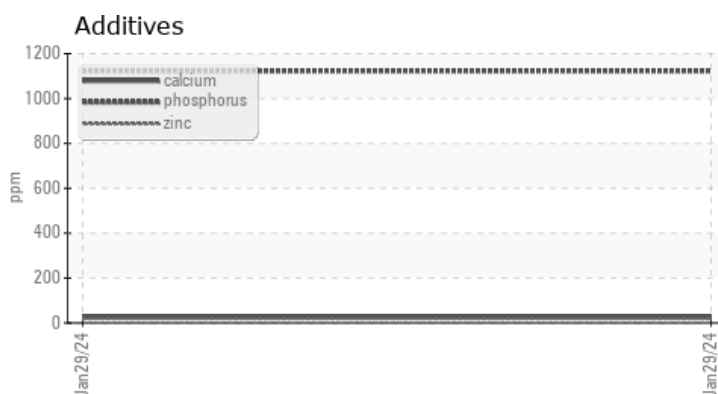 Additives
1200
1000
800
600
400
200
0
ppm
calcium
phosphorus
zinc
Jan29/24
Jan29/24